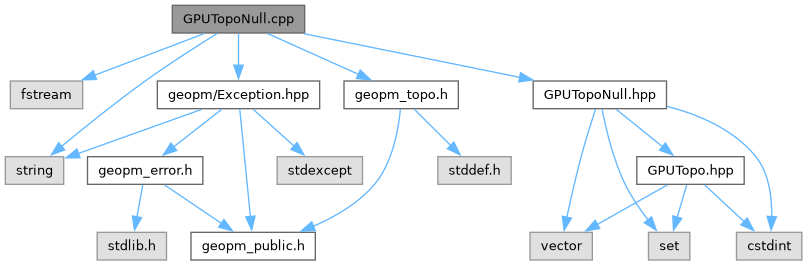 GPUTopoNull.cpp
fstream
geopm/Exception.hpp
geopm_topo.h
GPUTopoNull.hpp
string
geopm_error.h
stdexcept
stddef.h
GPUTopo.hpp
stdlib.h
geopm_public.h
vector
set
cstdint